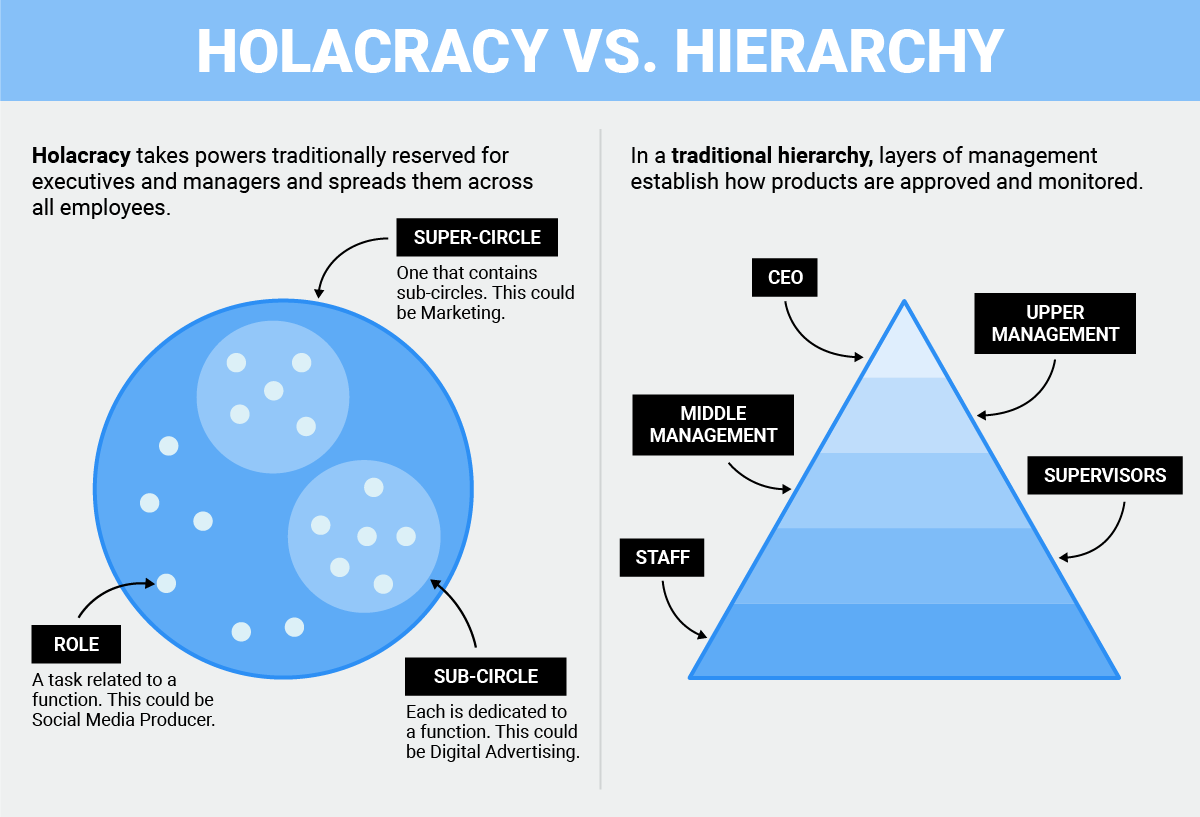 HOLACRACY VS. HIERARCHY
Holacracy takes powers traditionally reserved for
executives and managers and spreads them across
all employees.
SUPER-CIRCLE
One that contains
sub-circles. This could
be Marketing.
ROLE
A task related to a
function. This could be
Social Media Producer.
SUB-CIRCLE
Each is dedicated to
a function. This could
be Digital Advertising.
In a traditional hierarchy, layers of management
establish how products are approved and monitored.
CEO
UPPER
MANAGEMENT
MIDDLE
MANAGEMENT
SUPERVISORS
STAFF